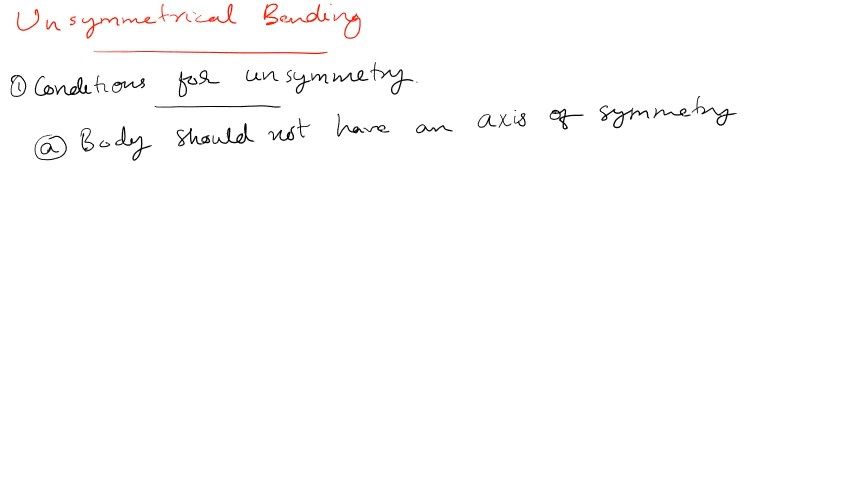 Unsymmetrical Bending
① Conditions for unsymmetry.
ⓐ Body should not have an axis of symmetry